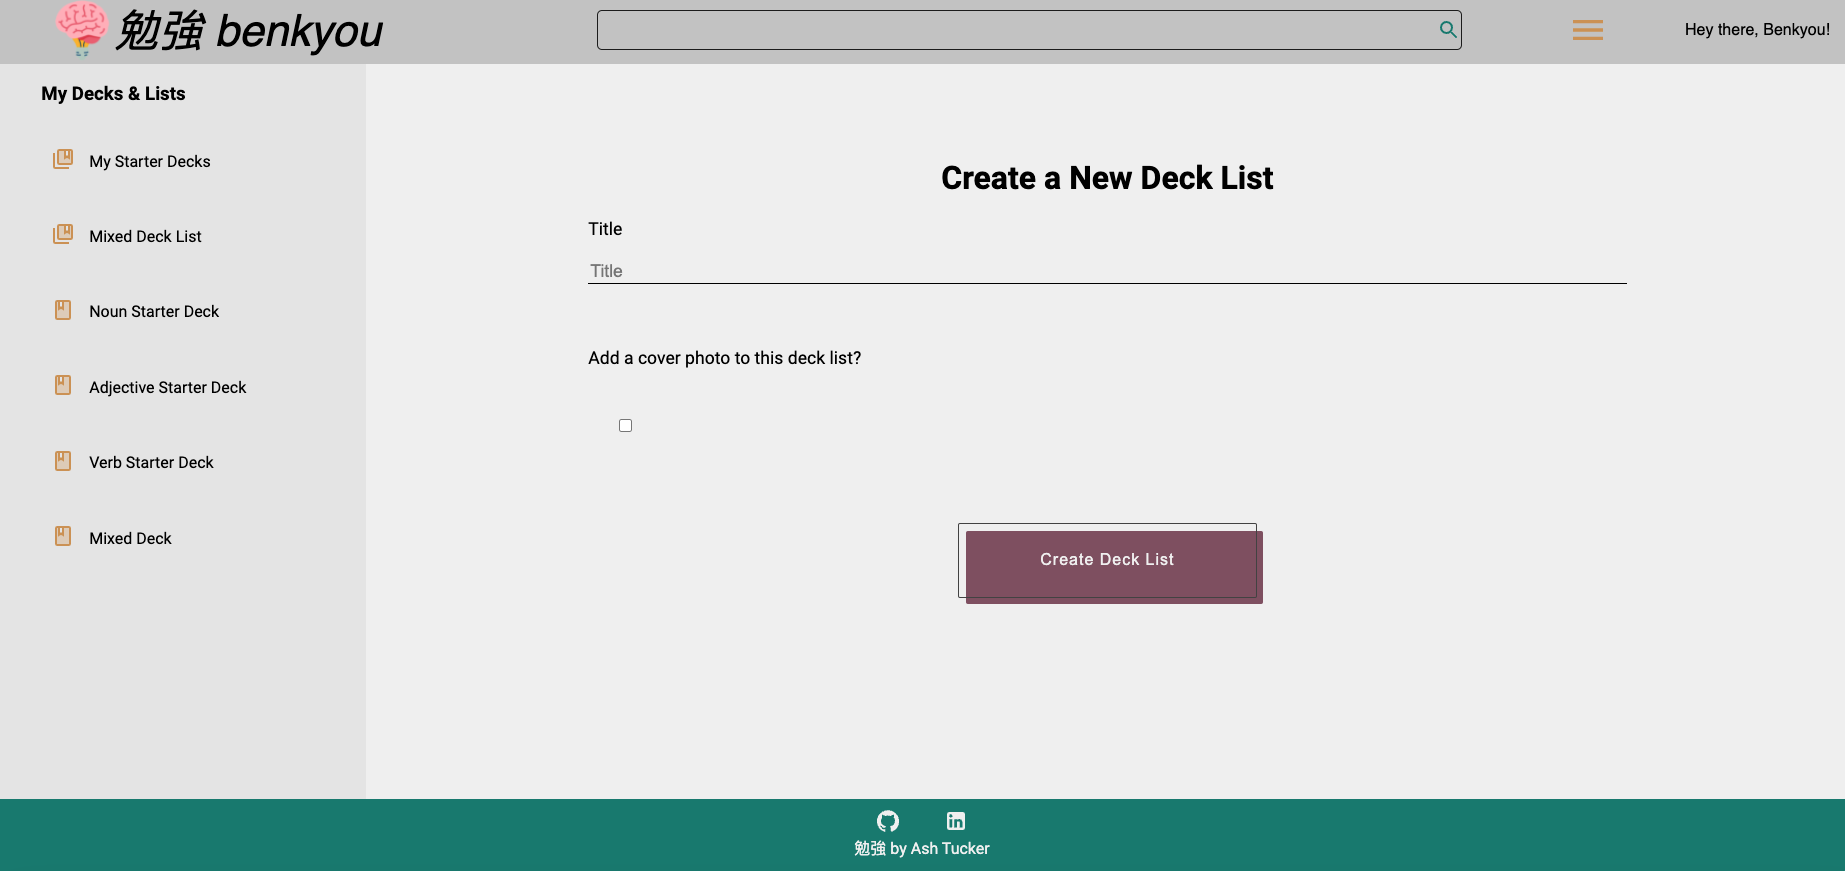 勉強 benkyou
Hey there, Benkyou!
My Decks & Lists
My Starter Decks
Mixed Deck List
Noun Starter Deck
Adjective Starter Deck
Verb Starter Deck
Mixed Deck
Create a New Deck List
Title
Title
Add a cover photo to this deck list?
Create Deck List
勉強 by Ash Tucker